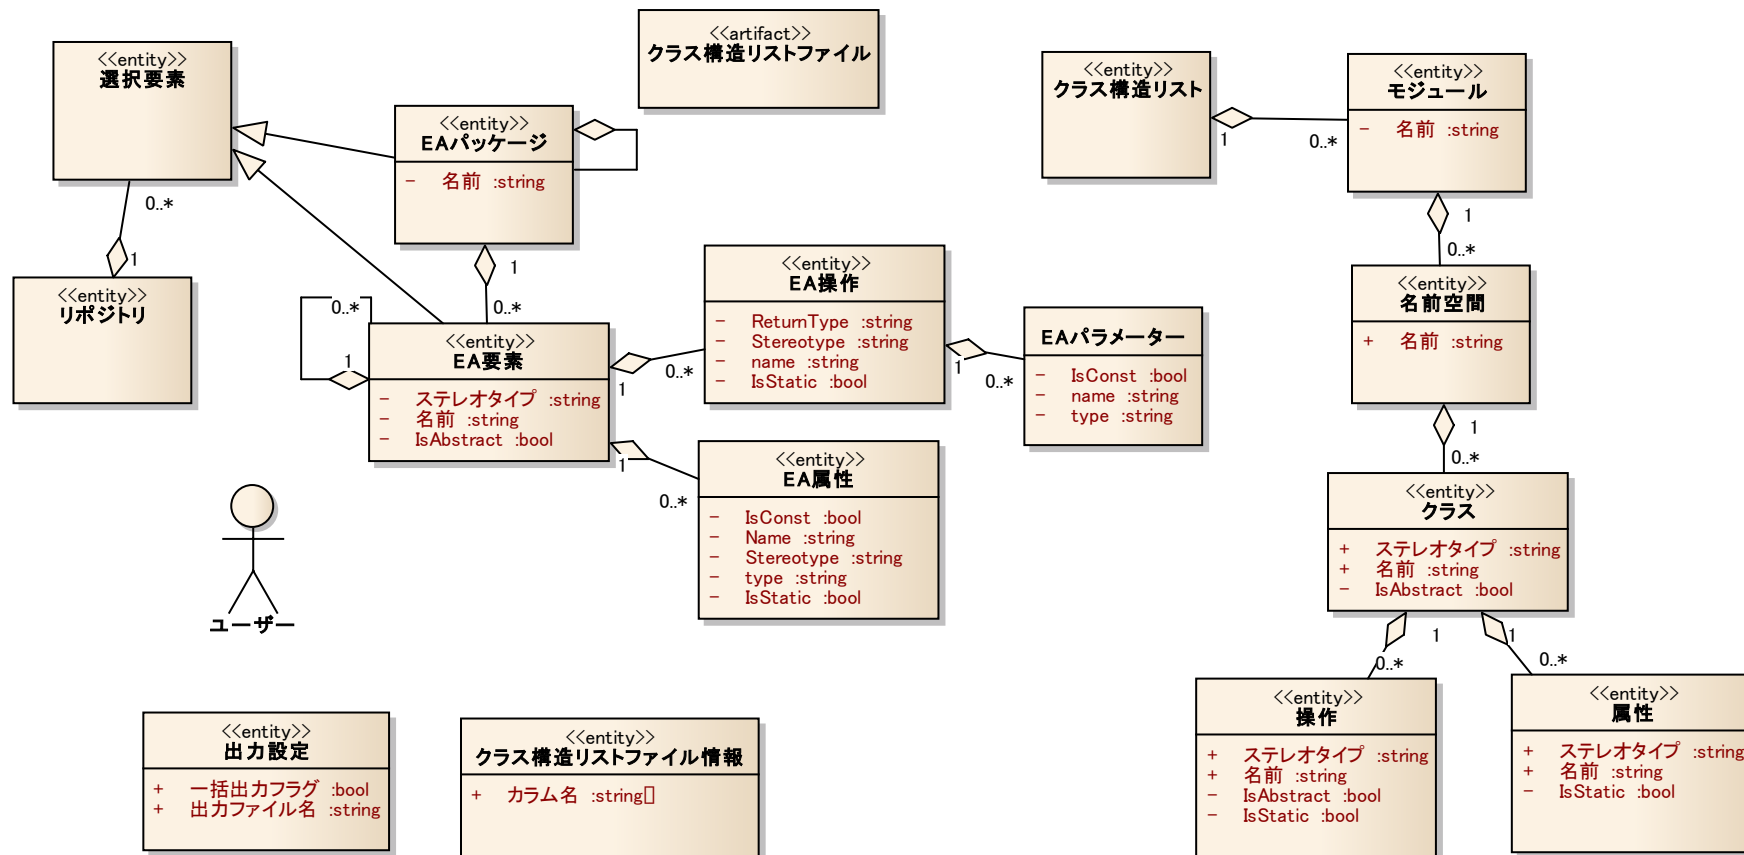 <<entity>>
選択要素
0..*
1
<<entity>>
リポジトリ
<<entity>>
EAパッケージ
- 名前 :string
1
0..*
<<artifact>>
クラス構造リストファイル
0..*
1
<<entity>>
EA要素
- ステレオタイプ :string
- 名前 :string
- IsAbstract :bool
1
0..*
1
0..*
<<entity>>
EA操作
- ReturnType :string
- Stereotype :string
- name :string
- IsStatic :bool
1
0..*
EAパラメーター
- IsConst :bool
- name :string
- type :string
<<entity>>
EA属性
- IsConst :bool
- Name :string
- Stereotype :string
- type :string
- IsStatic :bool
ユーザー
<<entity>>
出力設定
+ 一括出力フラグ :bool
+ 出力ファイル名 :string
<<entity>>
クラス構造リストファイル情報
+ カラム名 :string[]
<<entity>>
クラス構造リスト
1
0..*
<<entity>>
モジュール
- 名前 :string
1
0..*
<<entity>>
名前空間
+ 名前 :string
1
0..*
<<entity>>
クラス
+ ステレオタイプ :string
+ 名前 :string
- IsAbstract :bool
1
0..*
1
0..*
<<entity>>
操作
+ ステレオタイプ :string
+ 名前 :string
- IsAbstract :bool
- IsStatic :bool
<<entity>>
属性
+ ステレオタイプ :string
+ 名前 :string
- IsStatic :bool